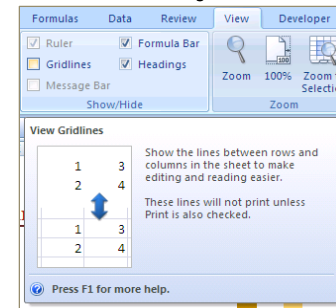 Formulas Data Review View Developer
Ruler Formula Bar
Gridlines Headings
Message Bar
Zoom 100% Zoom
Selecti
Show/Hide Zoom
View Gridlines
1 3
2 4
1 3
2 4
Show the lines between rows and
columns in the sheet to make
editing and reading easier.
These lines will not print unless
Print is also checked.
Press F1 for more help.